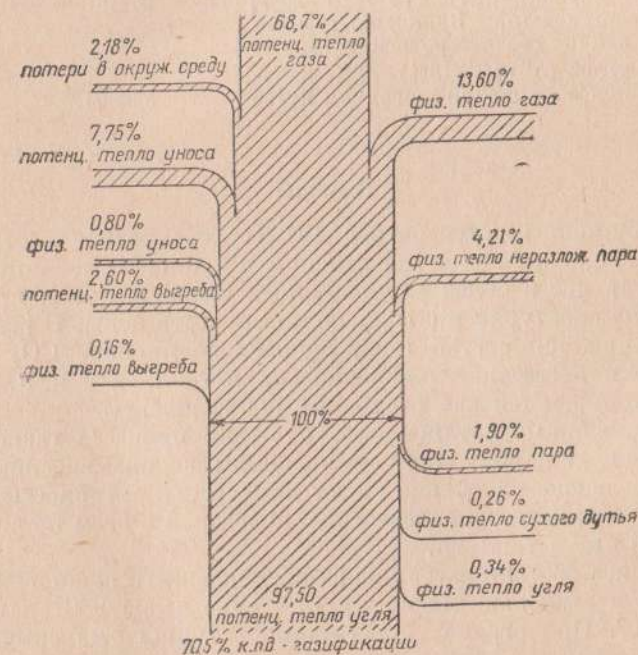 68,7%
потенц. тепло
газа
2,18%
потери в окруж. среду
13,60%
физ. тепло газа
7,75%
потенц. тепло уноса
0,80%
физ. тепло уноса
4,21%
физ. тепло неразлож. пара
2,60%
потенц. тепло выгреба
0,16%
физ. тепло выгреба
100%
1,90%
физ. тепло пара
0,26%
физ. тепло сухого дутья
0,34%
физ. тепло угля
97,50
потенц. тепло угля
70,5% к.п.д - газификации